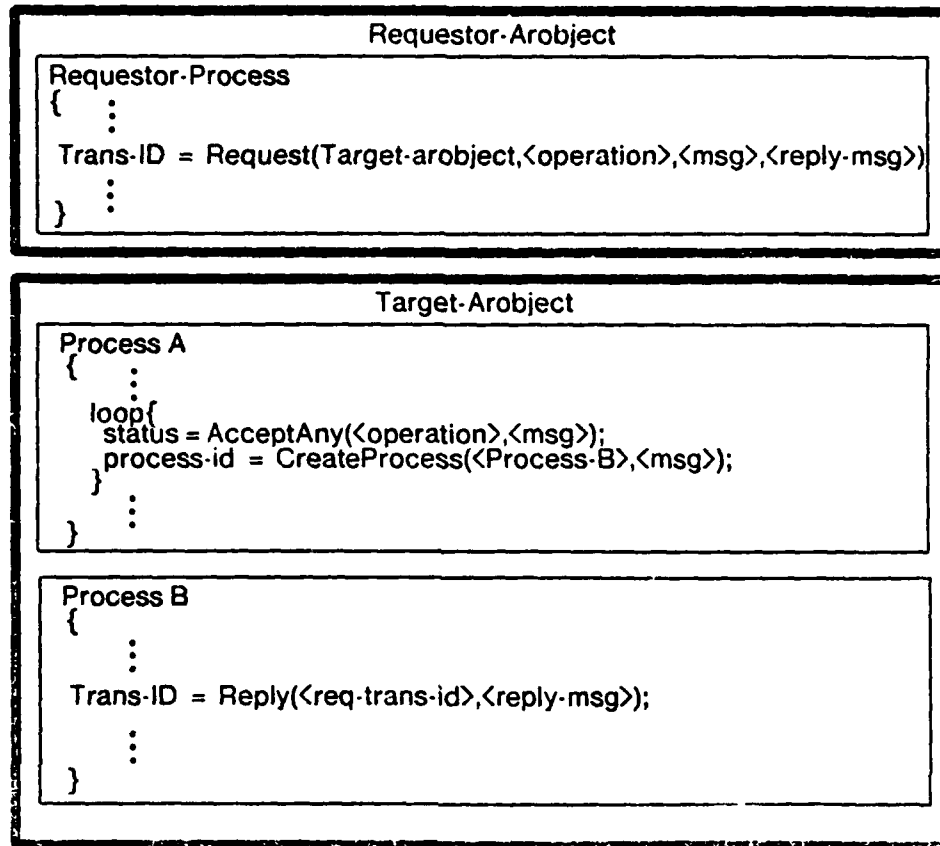 Requestor-Arobject
Requestor-Process
{
Trans-ID = Request(Target-arobject,<operation>,<msg>,<reply-msg>)
}
Target-Arobject
Process A
{
loop{
status = AcceptAny(<operation>,<msg>);
process-id = CreateProcess(<Process-B>,<msg>);
}
}
Process B
{
Trans-ID = Reply(<req-trans-id>,<reply-msg>);
}